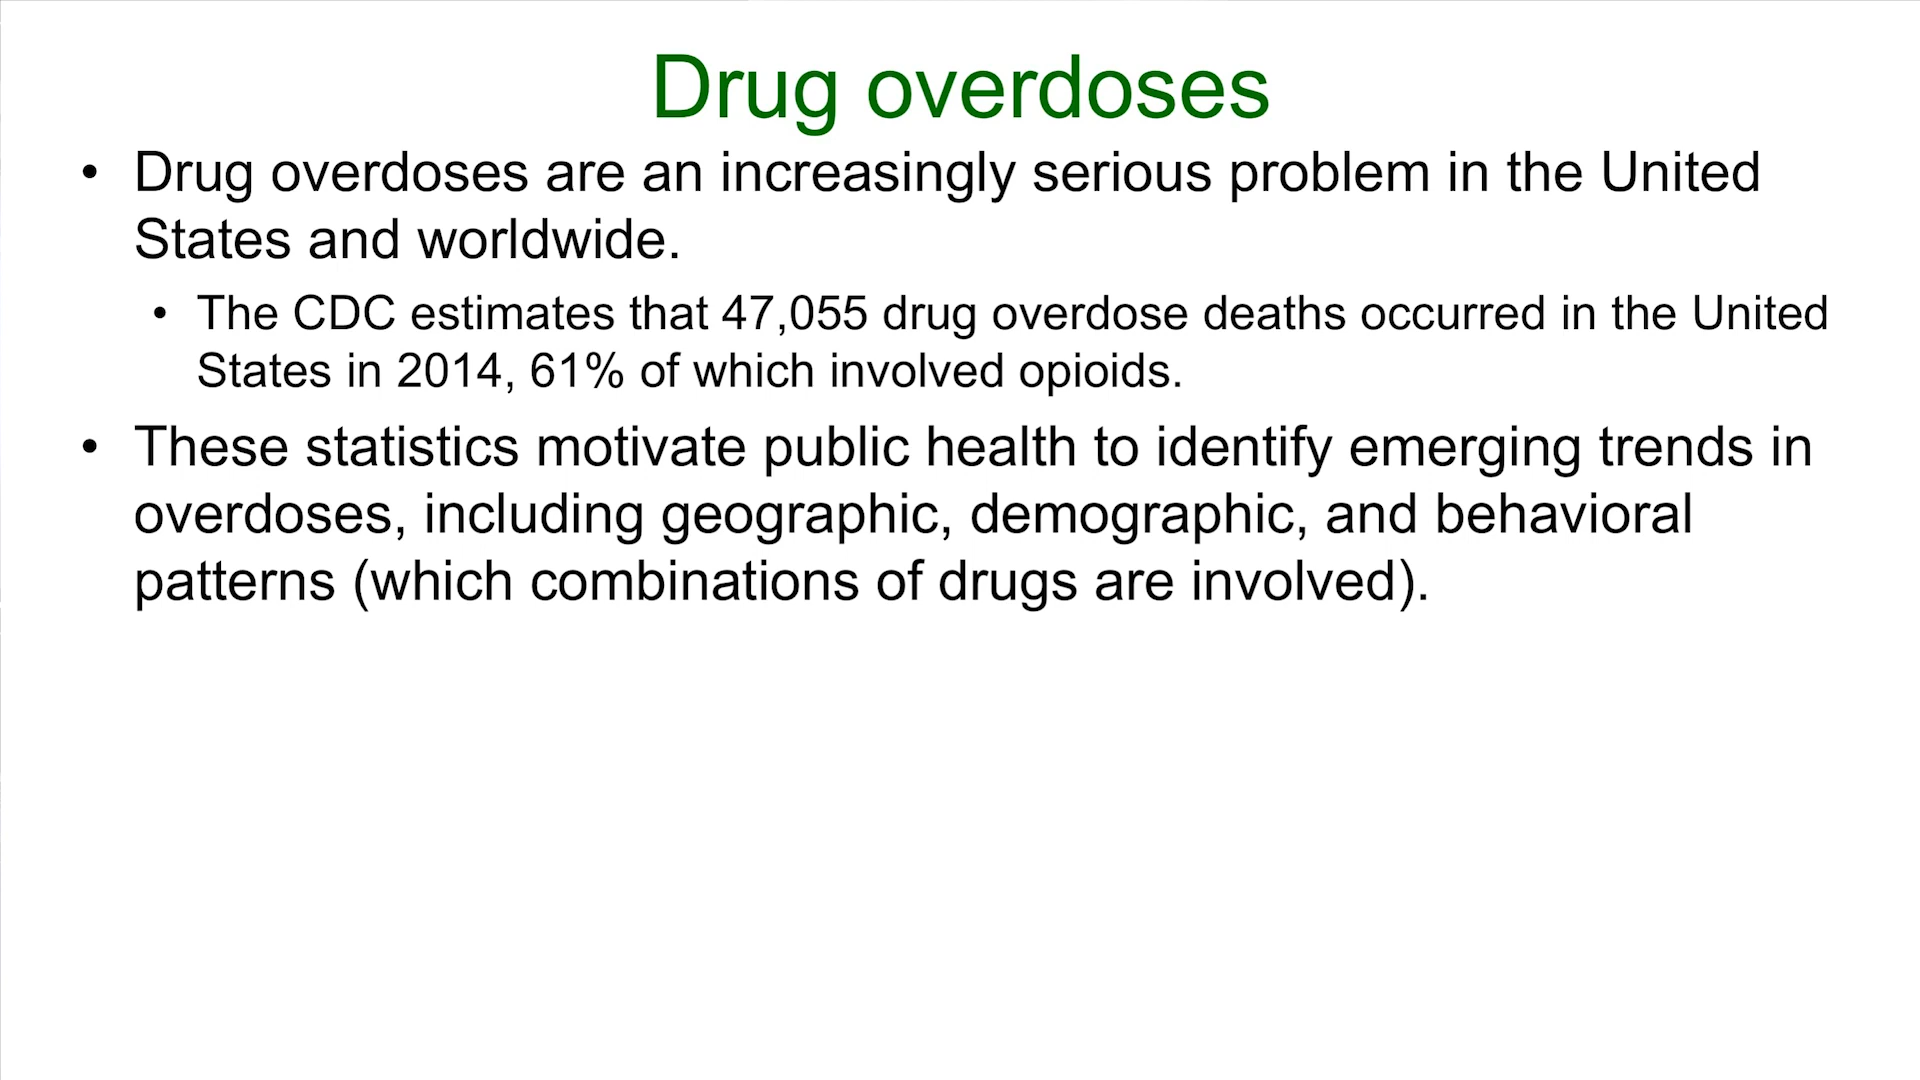 Drug overdoses
• Drug overdoses are an increasingly serious problem in the United
States and worldwide.
• The CDC estimates that 47,055 drug overdose deaths occurred in the United
States in 2014, 61% of which involved opioids.
• These statistics motivate public health to identify emerging trends in
overdoses, including geographic, demographic, and behavioral
patterns (which combinations of drugs are involved).